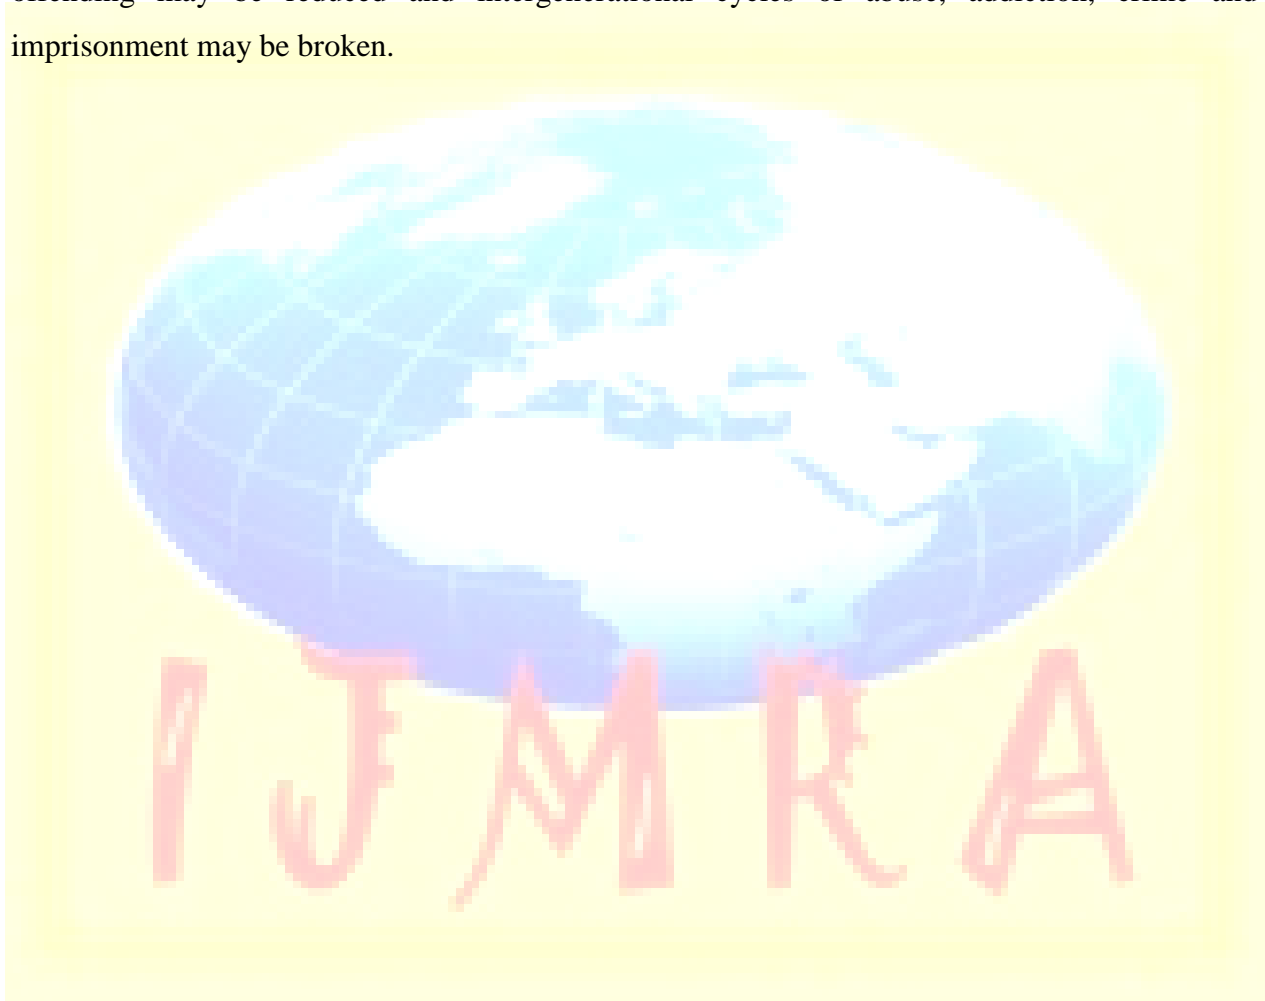 offending may be reduced and intergenerational cycles of abuse, addiction, crime and
imprisonment may be broken.
IJMRA